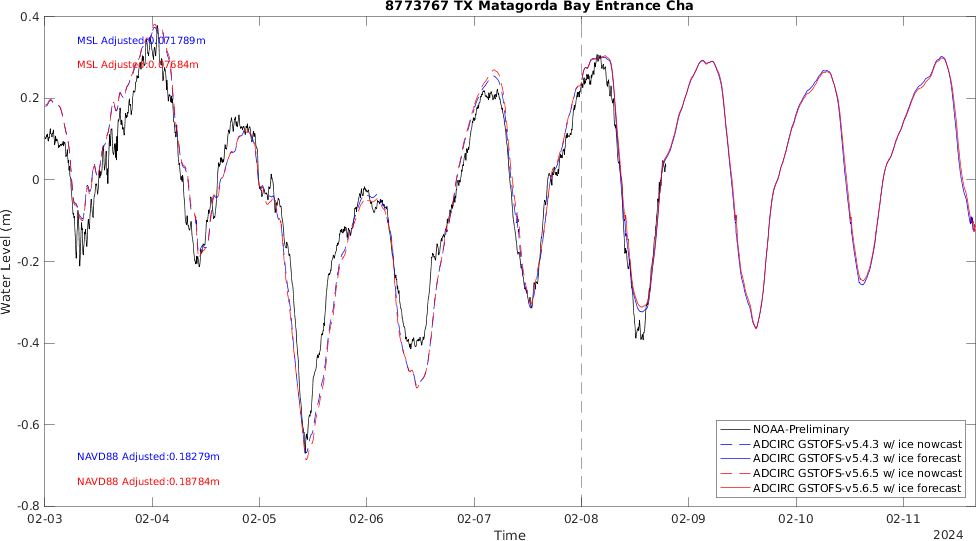 8773767 TX Matagorda Bay Entrance Cha
MSL Adjusted:0.071789m
MSL Adjusted:0.07684m
NAVD88 Adjusted:0.18279m
NAVD88 Adjusted:0.18784m
Water Level (m)
0.4
0.2
0
-0.2
-0.4
-0.6
-0.8
NOAA-Preliminary
ADCIRC GSTOFS-v5.4.3 w/ ice nowcast
ADCIRC GSTOFS-v5.4.3 w/ ice forecast
ADCIRC GSTOFS-v5.6.5 w/ ice nowcast
ADCIRC GSTOFS-v5.6.5 w/ ice forecast
02-03 02-04 02-05 02-06 02-07 02-08 02-09 02-10 02-11
Time
2024